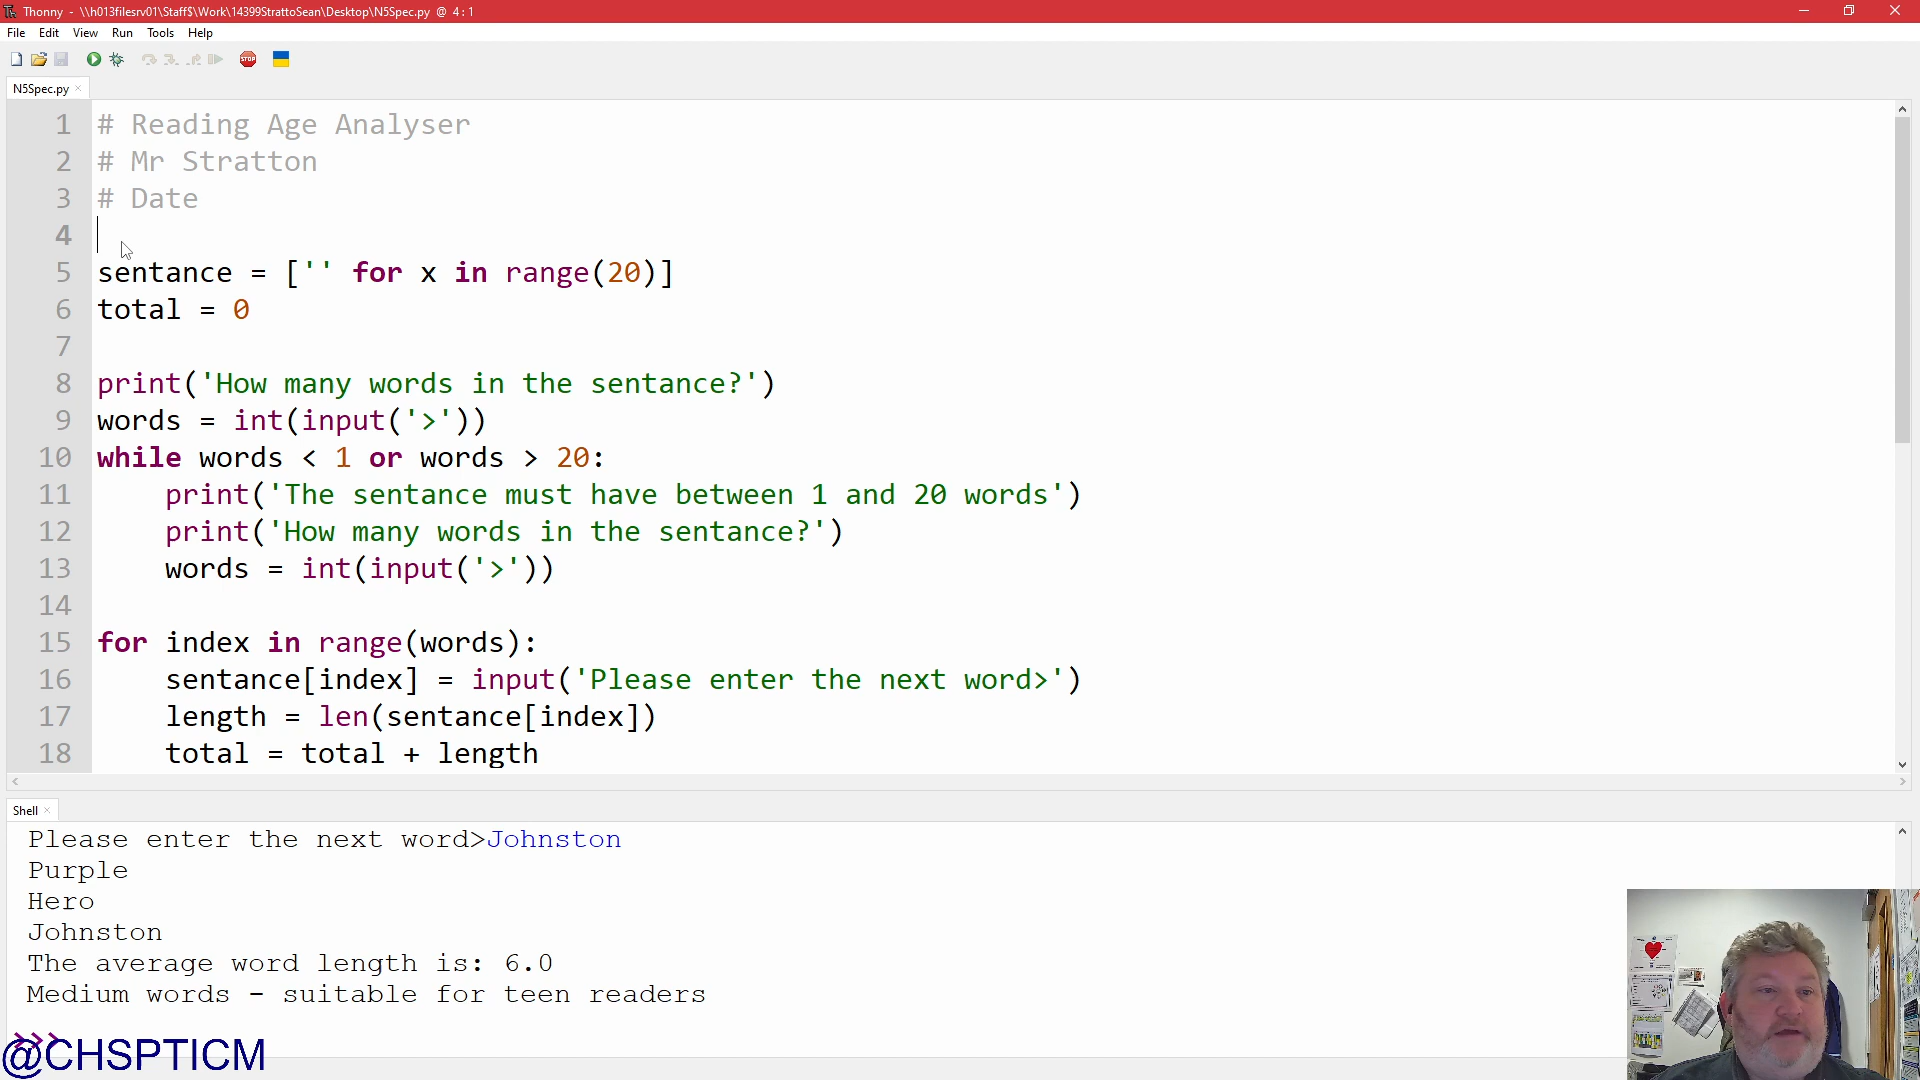 Thonny - \\h013filesrv01\Staff$\Work\14399StrattoSean\Desktop\N5Spec.py @ 4:1
File Edit View Run Tools Help
STOP
N5Spec.py ×
1 # Reading Age Analyser
2 # Mr Stratton
3 # Date
4
5 sentance = ['' for x in range(20)]
6 total = 0
7
8 print('How many words in the sentance?')
9 words = int(input('>'))
10 while words < 1 or words > 20:
11     print('The sentance must have between 1 and 20 words')
12     print('How many words in the sentance?')
13     words = int(input('>'))
14
15 for index in range(words):
16     sentance[index] = input('Please enter the next word>')
17     length = len(sentance[index])
18     total = total + length
Shell ×
Please enter the next word>Johnston
Purple
Hero
Johnston
The average word length is: 6.0
Medium words - suitable for teen readers
>>>
@CHSPTICM